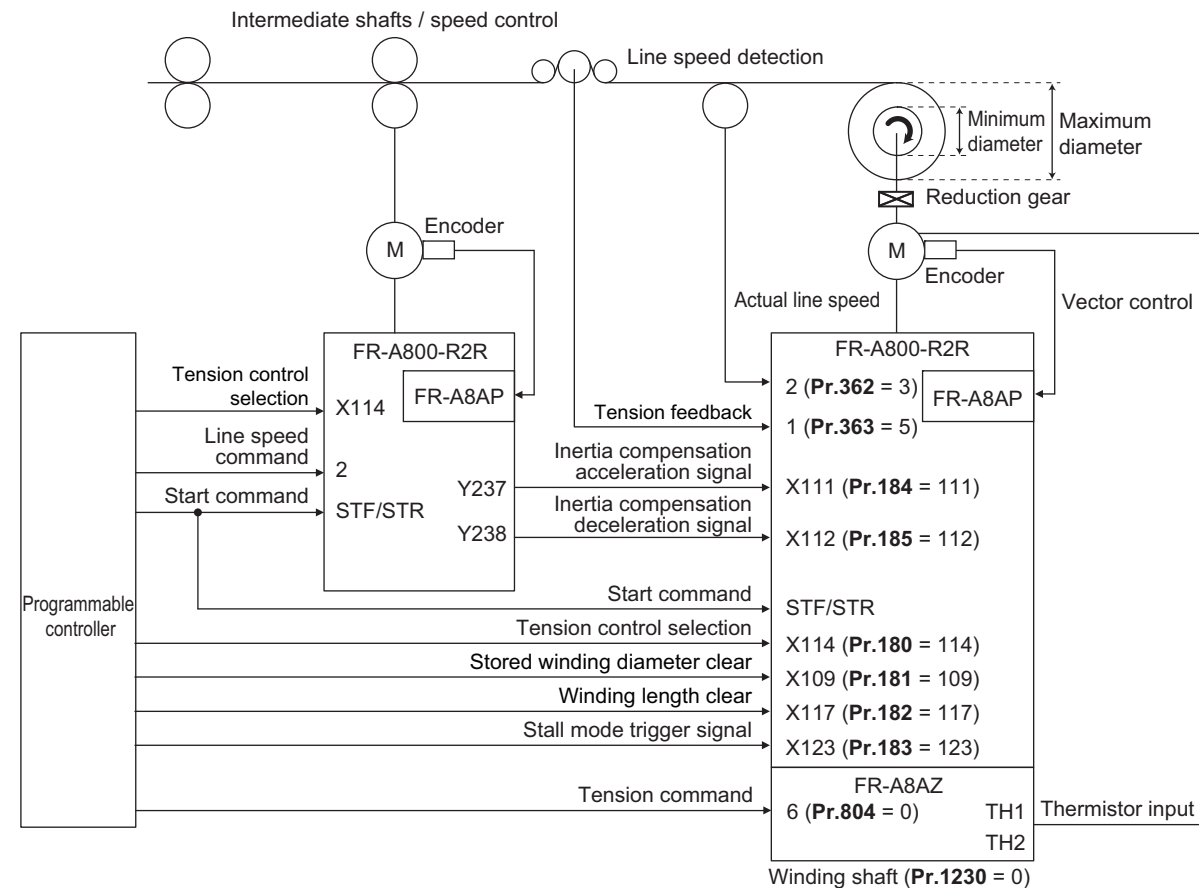 Intermediate shafts / speed control
Line speed detection
Minimum
diameter
Maximum
diameter
Reduction gear
Encoder
M
M
Encoder
Actual line speed
Vector control
FR-A800-R2R
FR-A8AP
X114
2
STF/STR
Y237
Y238
Tension control
selection
Line speed
command
Start command
Programmable
controller
FR-A800-R2R
2 (Pr.362 = 3)
FR-A8AP
Tension feedback
1 (Pr.363 = 5)
Inertia compensation
acceleration signal
X111 (Pr.184 = 111)
Inertia compensation
deceleration signal
X112 (Pr.185 = 112)
Start command
STF/STR
Tension control selection
X114 (Pr.180 = 114)
Stored winding diameter clear
X109 (Pr.181 = 109)
Winding length clear
X117 (Pr.182 = 117)
Stall mode trigger signal
X123 (Pr.183 = 123)
FR-A8AZ
Tension command
6 (Pr.804 = 0)
TH1
Thermistor input
TH2
Winding shaft (Pr.1230 = 0)